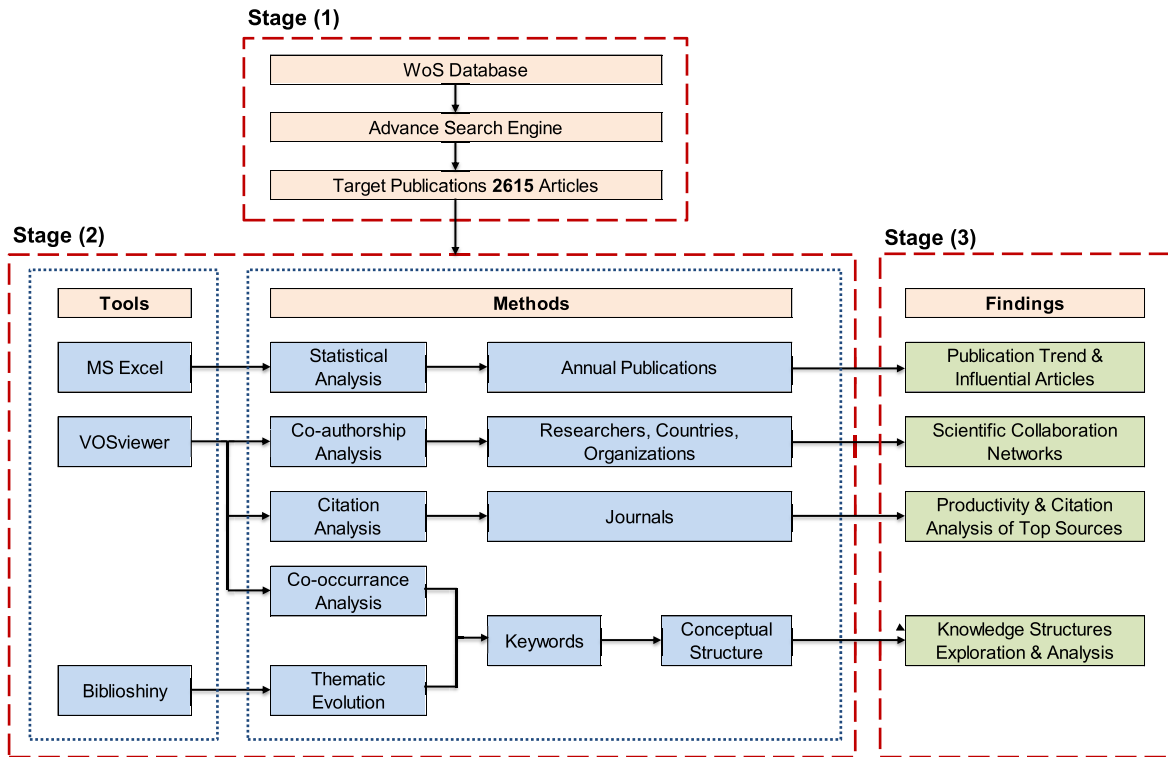 Stage (1)
WoS Database
Advance Search Engine
Target Publications 2615 Articles
Stage (2)
Stage (3)
Tools
Methods
Findings
MS Excel
Statistical
Analysis
Annual Publications
Publication Trend &
Influential Articles
VOSviewer
Co-authorship
Analysis
Researchers, Countries,
Organizations
Scientific Collaboration
Networks
Citation
Analysis
Journals
Productivity & Citation
Analysis of Top Sources
Co-occurrance
Analysis
Keywords
Conceptual
Structure
Knowledge Structures
Exploration & Analysis
Biblioshiny
Thematic
Evolution